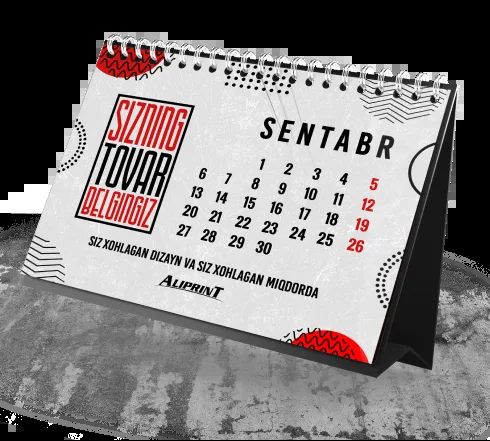 SENTABR
SIZNING
TOVAR
BELGINGIZ
1 2 3 4 5
6 7 8 9 10 11 12
13 14 15 16 17 18 19
20 21 22 23 24 25 26
27 28 29 30
SIZ XOHLAGAN DIZAYN VA SIZ XOHLAGAN MIQDORDA
ALIPRINT